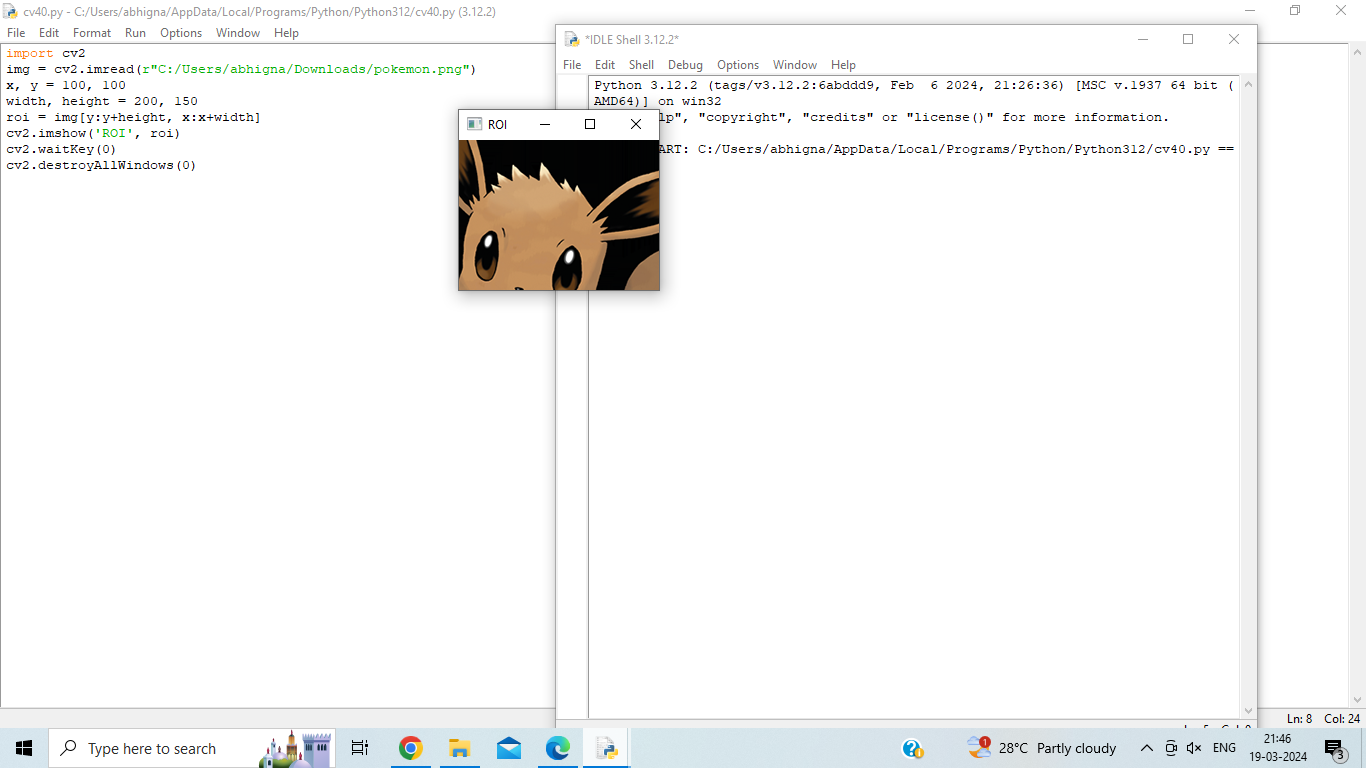 cv40.py - C:/Users/abhigna/AppData/Local/Programs/Python/Python312/cv40.py (3.12.2)
File Edit Format Run Options Window Help
import cv2
img = cv2.imread(r"C:/Users/abhigna/Downloads/pokemon.png")
x, y = 100, 100
width, height = 200, 150
roi = img[y:y+height, x:x+width]
cv2.imshow('ROI', roi)
cv2.waitKey(0)
cv2.destroyAllWindows(0)
ROI
*IDLE Shell 3.12.2*
File Edit Shell Debug Options Window Help
Python 3.12.2 (tags/v3.12.2:6abddd9, Feb  6 2024, 21:26:36) [MSC v.1937 64 bit (
AMD64)] on win32
lp", "copyright", "credits" or "license()" for more information.
ART: C:/Users/abhigna/AppData/Local/Programs/Python/Python312/cv40.py ==
Ln: 8 Col: 24
Type here to search
1
28°C Partly cloudy
ENG
21:46
19-03-2024
3